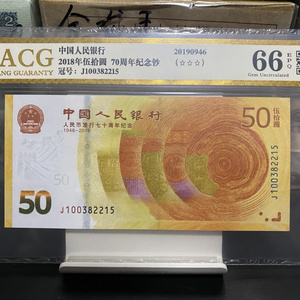 ACG
NG GUARANTY
中国人民银行
2018年伍拾圆 70周年纪念钞
冠号: J100382215
20190946
(☆☆☆)
66
EPQ
Gem Uncirculated
中国人民银行
人民币发行七十周年纪念
1948-2018
50
伍拾圆
50
J100382215
J100382215